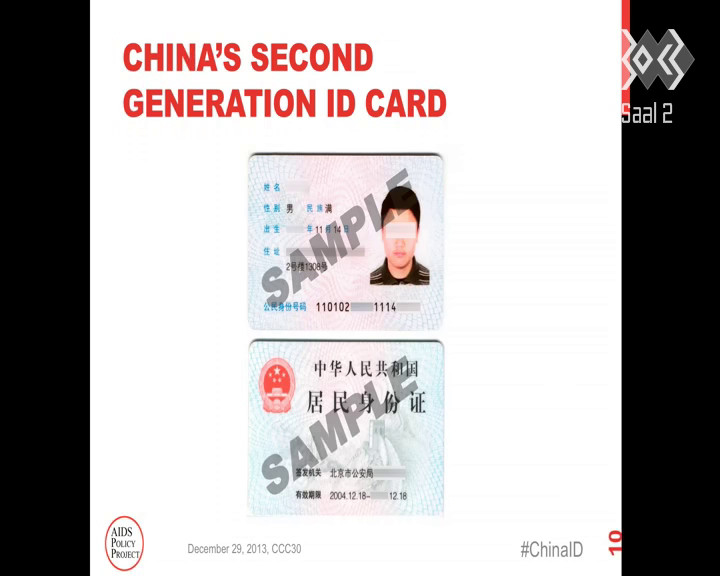 CHINA'S SECOND
GENERATION ID CARD
Saal 2
姓名
性别 男 民族 满
出生 年 11 月 14 日
住址
2号楼1308号
公民身份号码 110102 1114
SAMPLE
中华人民共和国
居民身份证
SAMPLE
签发机关 北京市公安局
有效期限 2004.12.18- 12.18
AIDS
POLICY
PROJECT
December 29, 2013, CCC30
#ChinaID
10